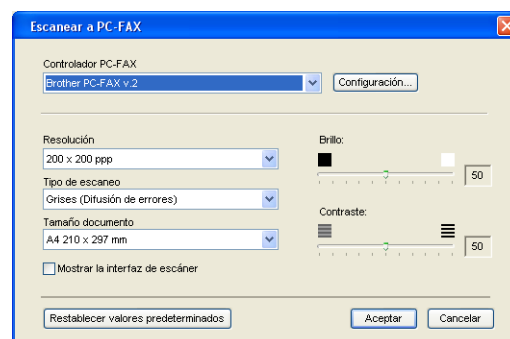 Escanear a PC-FAX
Controlador PC-FAX
Brother PC-FAX v.2
Configuración...
Resolución
200 x 200 ppp
Tipo de escaneo
Grises (Difusión de errores)
Tamaño documento
A4 210 x 297 mm
Mostrar la interfaz de escáner
Brillo:
50
Contraste:
50
Restablecer valores predeterminados
Aceptar
Cancelar